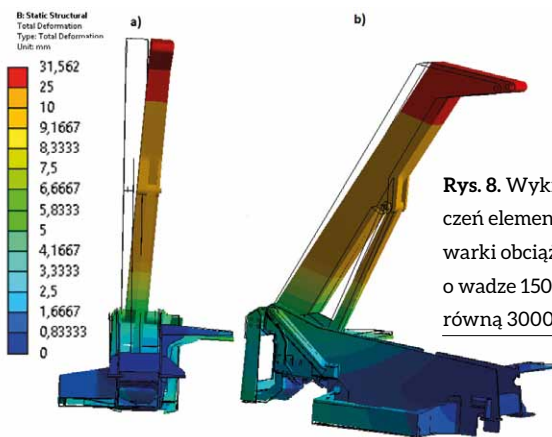 B: Static Structural
Total Deformation
Type: Total Deformation
Unit: mm
31,562
25
10
9,1667
8,3333
7,5
6,6667
5,8333
5
4,1667
3,3333
2,5
1,6667
0,83333
0
a)
b)
Rys. 8.
czeń elemen
warki obciąż
o wadze 150
równą 3000